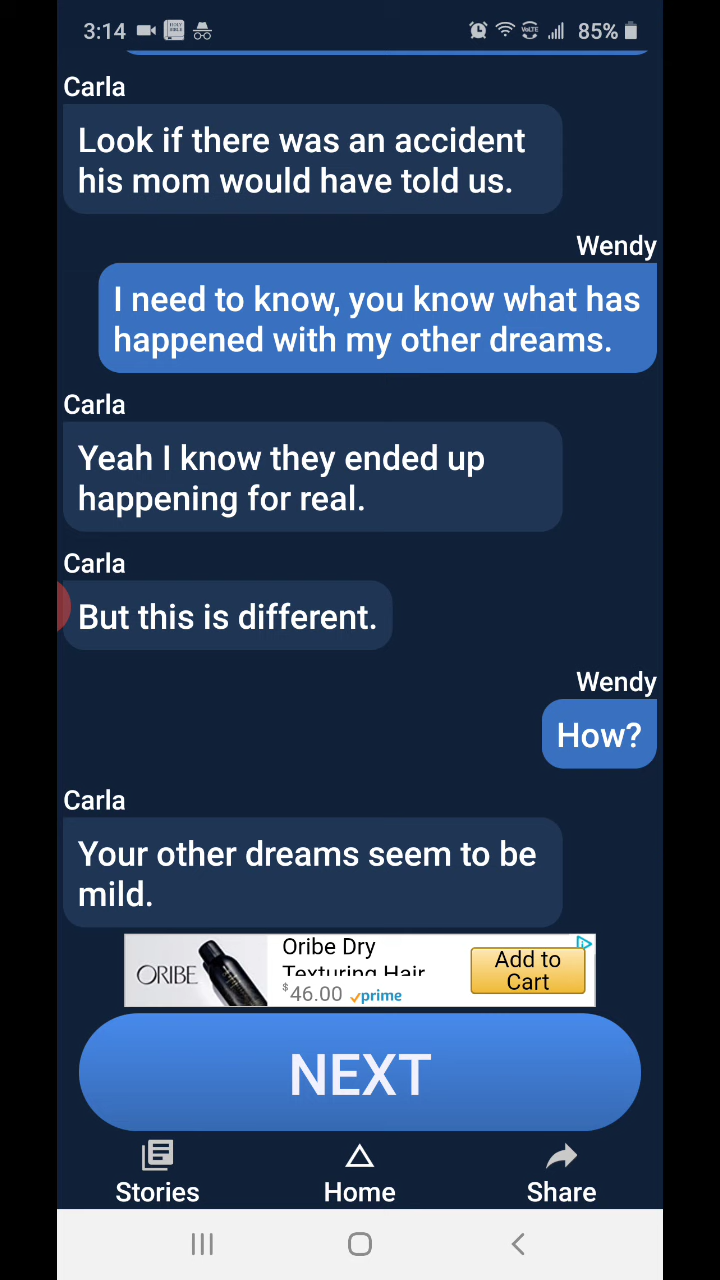 3:14
VoLTE
85%
Carla
Look if there was an accident
his mom would have told us.
Wendy
I need to know, you know what has
happened with my other dreams.
Carla
Yeah I know they ended up
happening for real.
Carla
But this is different.
Wendy
How?
Carla
Your other dreams seem to be
mild.
ORIBE
Oribe Dry
Texturing Hair
$46.00 prime
Add to
Cart
NEXT
Stories
Home
Share